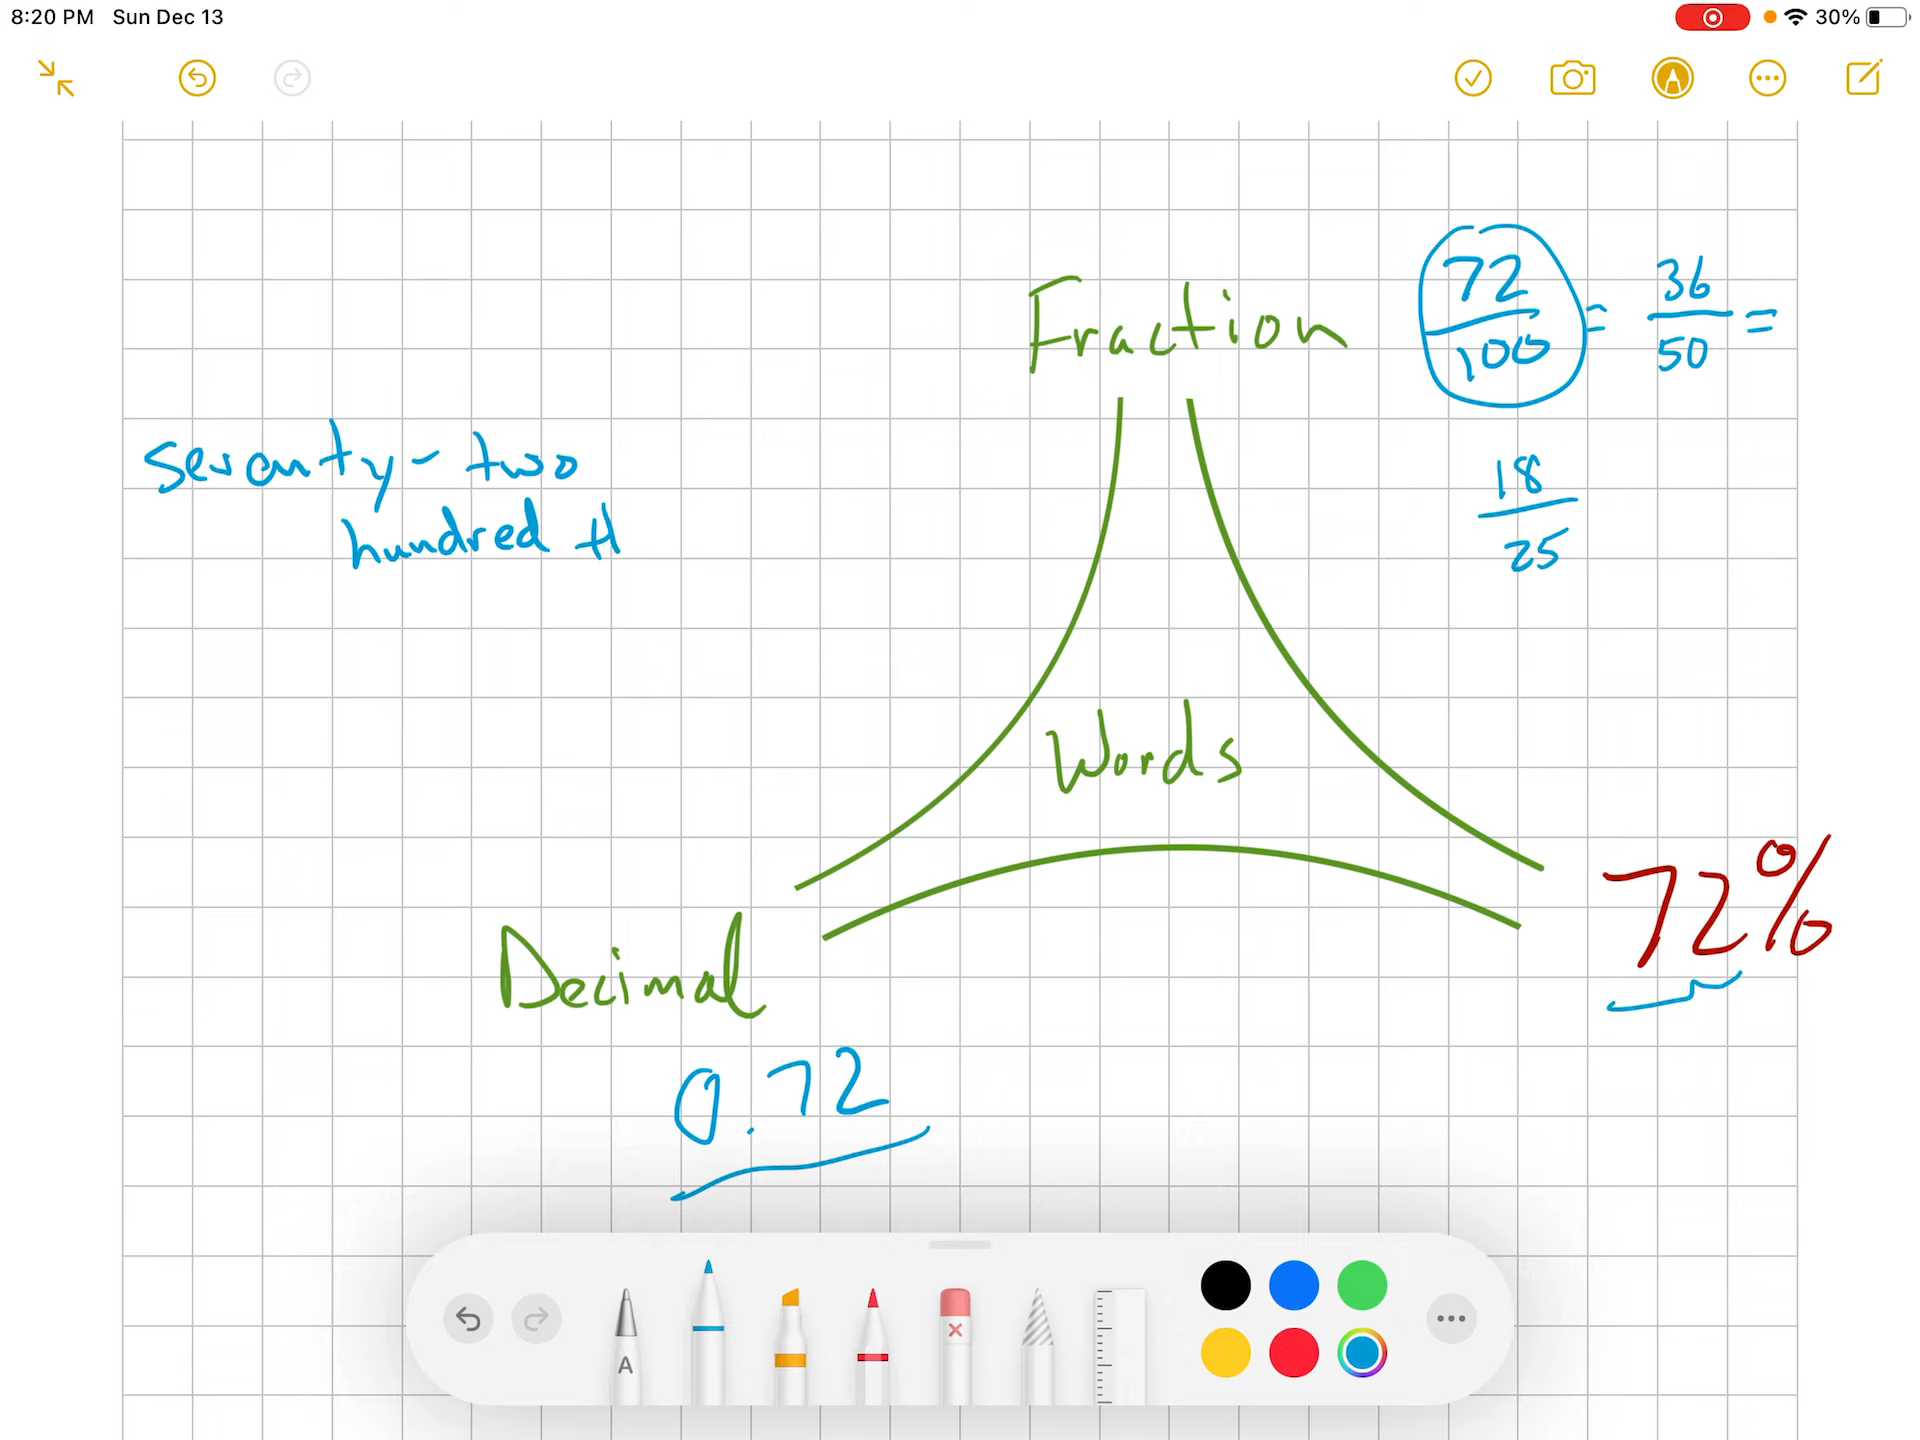 8:20 PM Sun Dec 13
30%
Fraction
72/100 = 36/50 =
18/25
seventy-two
hundred th
Words
72%
Decimal
0.72
A